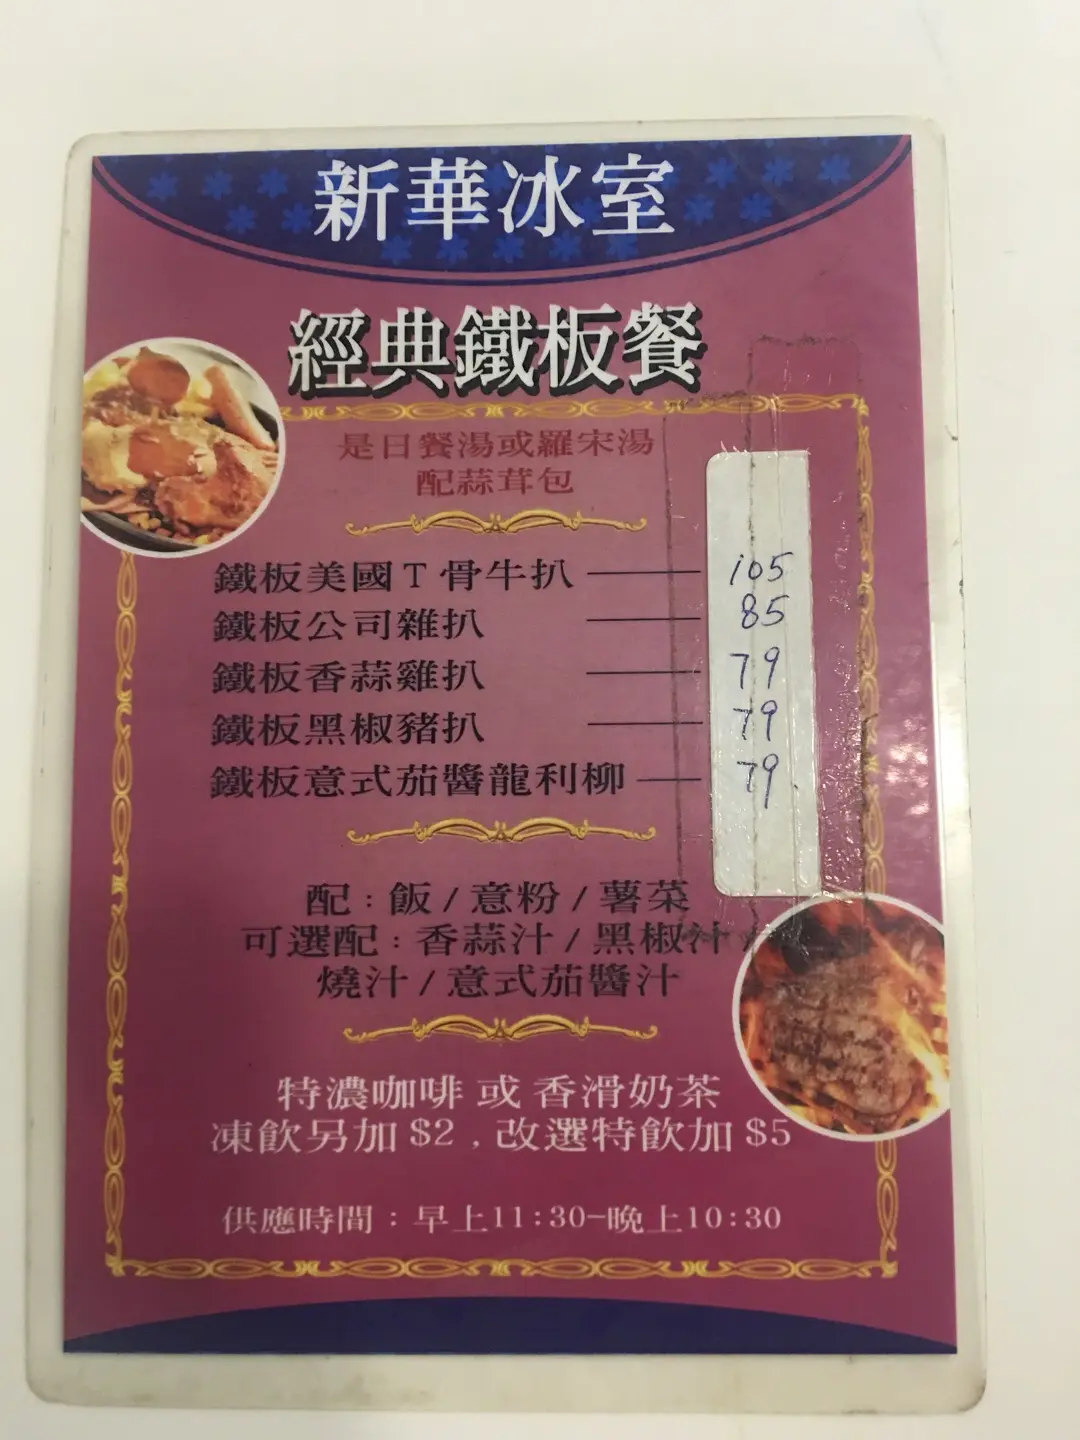 新華冰室
經典鐵板餐
是日餐湯或羅宋湯
配蒜茸包
鐵板美國T骨牛扒 105
鐵板公司雜扒 85
鐵板香蒜雞扒 79
鐵板黑椒豬扒 79
鐵板意式茄醬龍利柳 79
配：飯/意粉/薯菜
可選配：香蒜汁/黑椒汁/
燒汁/意式茄醬汁
特濃咖啡 或 香滑奶茶
凍飲另加$2，改選特飲加$5
供應時間：早上11:30-晚上10:30